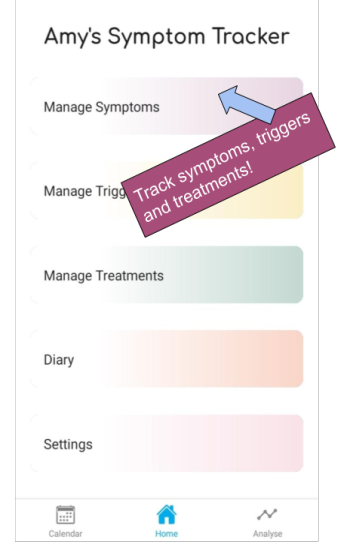 Amy's Symptom Tracker
Manage Symptoms
Track symptoms, triggers
and treatments!
Manage Trigg
Manage Treatments
Diary
Settings
Calendar
Home
Analyse